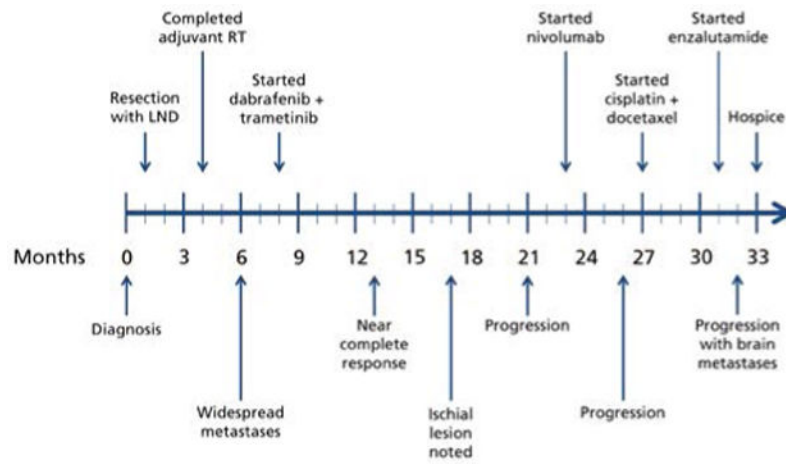 Completed
adjuvant RT
Started
nivolumab
Started
enzalutamide
Resection
with LND
Started
dabrafenib +
trametinib
Started
cisplatin +
docetaxel
Hospice
Months 0 3 6 9 12 15 18 21 24 27 30 33
Diagnosis
Near
complete
response
Progression
Progression
with brain
metastases
Widespread
metastases
Ischial
lesion
noted
Progression